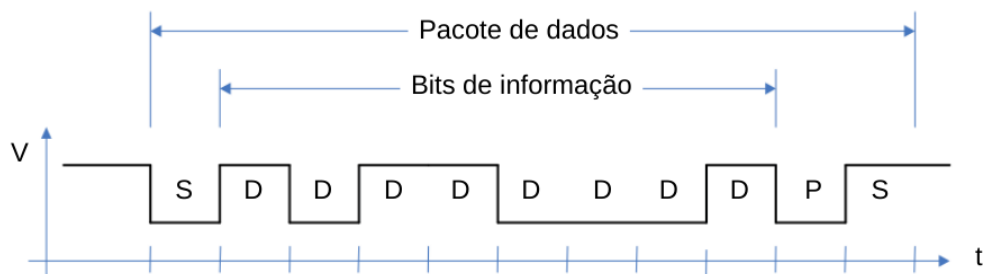 Pacote de dados
Bits de informação
V
S D D D D D D D D P S
t